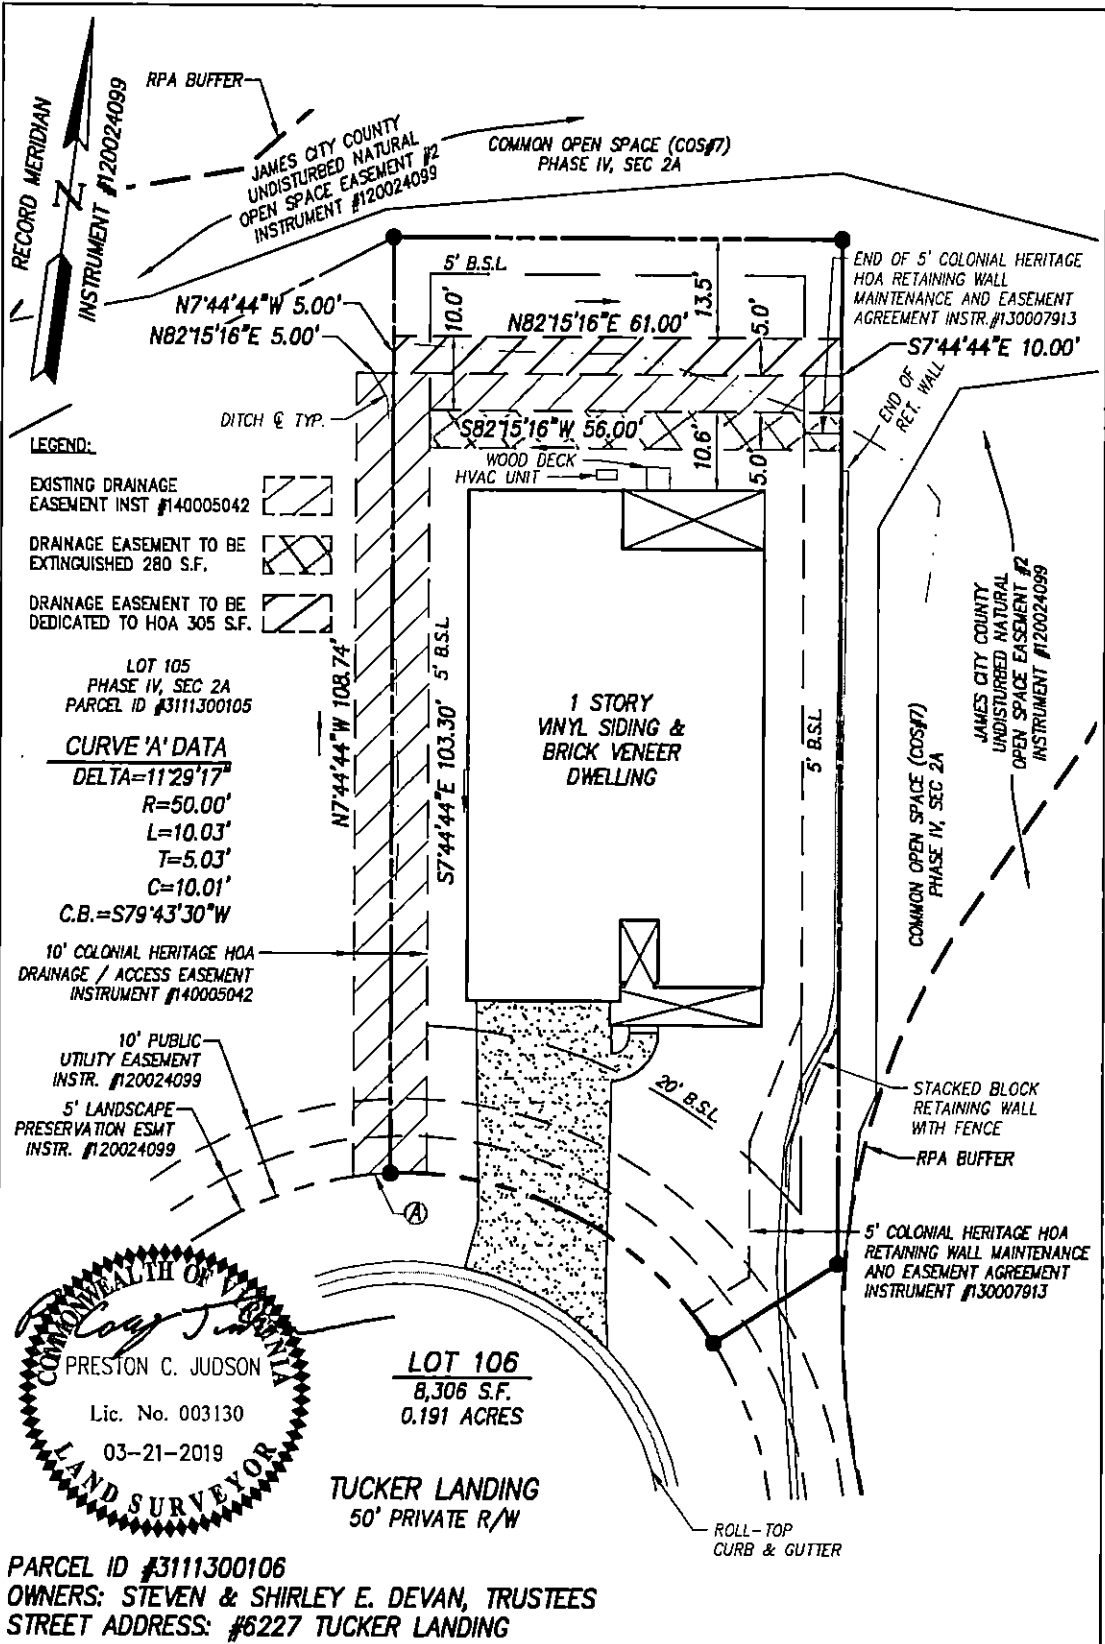 RPA BUFFER
RECORD MERIDIAN
INSTRUMENT #120024099
N
JAMES CITY COUNTY
UNDISTURBED NATURAL
OPEN SPACE EASEMENT #2
INSTRUMENT #120024099
COMMON OPEN SPACE (COS#7)
PHASE IV, SEC 2A
5' B.S.L.
END OF 5' COLONIAL HERITAGE
HOA RETAINING WALL
MAINTENANCE AND EASEMENT
AGREEMENT INSTR.#130007913
N7°44'44"W 5.00'
N82°15'16"E 5.00'
10.0'
N82°15'16"E 61.00'
13.5'
5.0'
S7°44'44"E 10.00'
END OF
RET. WALL
DITCH ℄ TYP.
S82°15'16"W 56.00'
10.6'
5.0'
WOOD DECK
HVAC UNIT
LEGEND:
EXISTING DRAINAGE
EASEMENT INST #140005042
DRAINAGE EASEMENT TO BE
EXTINGUISHED 280 S.F.
DRAINAGE EASEMENT TO BE
DEDICATED TO HOA 305 S.F.
LOT 105
PHASE IV, SEC 2A
PARCEL ID #3111300105
CURVE 'A' DATA
DELTA=11°29'17"
R=50.00'
L=10.03'
T=5.03'
C=10.01'
C.B.=S79°43'30"W
N7°44'44"W 108.74'
S7°44'44"E 103.30'
5' B.S.L.
1 STORY
VINYL SIDING &
BRICK VENEER
DWELLING
5' B.S.L.
COMMON OPEN SPACE (COS#7)
PHASE IV, SEC 2A
JAMES CITY COUNTY
UNDISTURBED NATURAL
OPEN SPACE EASEMENT #2
INSTRUMENT #120024099
10' COLONIAL HERITAGE HOA
DRAINAGE / ACCESS EASEMENT
INSTRUMENT #140005042
10' PUBLIC
UTILITY EASEMENT
INSTR. #120024099
5' LANDSCAPE
PRESERVATION ESMT
INSTR. #120024099
20' B.S.L.
STACKED BLOCK
RETAINING WALL
WITH FENCE
RPA BUFFER
A
5' COLONIAL HERITAGE HOA
RETAINING WALL MAINTENANCE
AND EASEMENT AGREEMENT
INSTRUMENT #130007913
COMMONWEALTH OF VIRGINIA
PRESTON C. JUDSON
Lic. No. 003130
03-21-2019
LAND SURVEYOR
LOT 106
8,306 S.F.
0.191 ACRES
TUCKER LANDING
50' PRIVATE R/W
ROLL-TOP
CURB & GUTTER
PARCEL ID #3111300106
OWNERS: STEVEN & SHIRLEY E. DEVAN, TRUSTEES
STREET ADDRESS: #6227 TUCKER LANDING